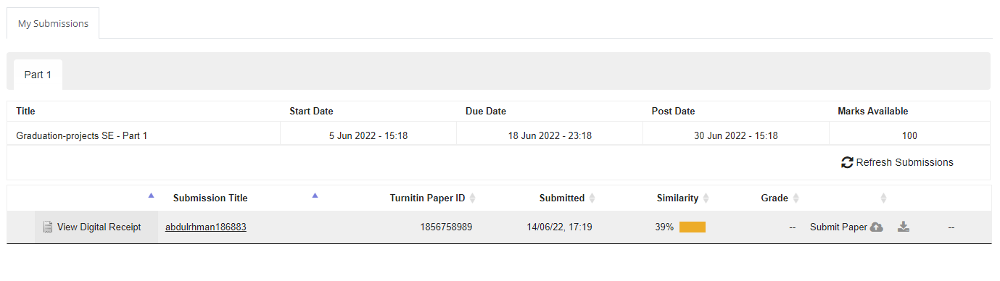 My Submissions
Part 1
Title Start Date Due Date Post Date Marks Available
Graduation-projects SE - Part 1 5 Jun 2022 - 15:18 18 Jun 2022 - 23:18 30 Jun 2022 - 15:18 100
Refresh Submissions
Submission Title Turnitin Paper ID Submitted Similarity Grade
View Digital Receipt abdulrhman186883 1856758989 14/06/22, 17:19 39% -- Submit Paper --